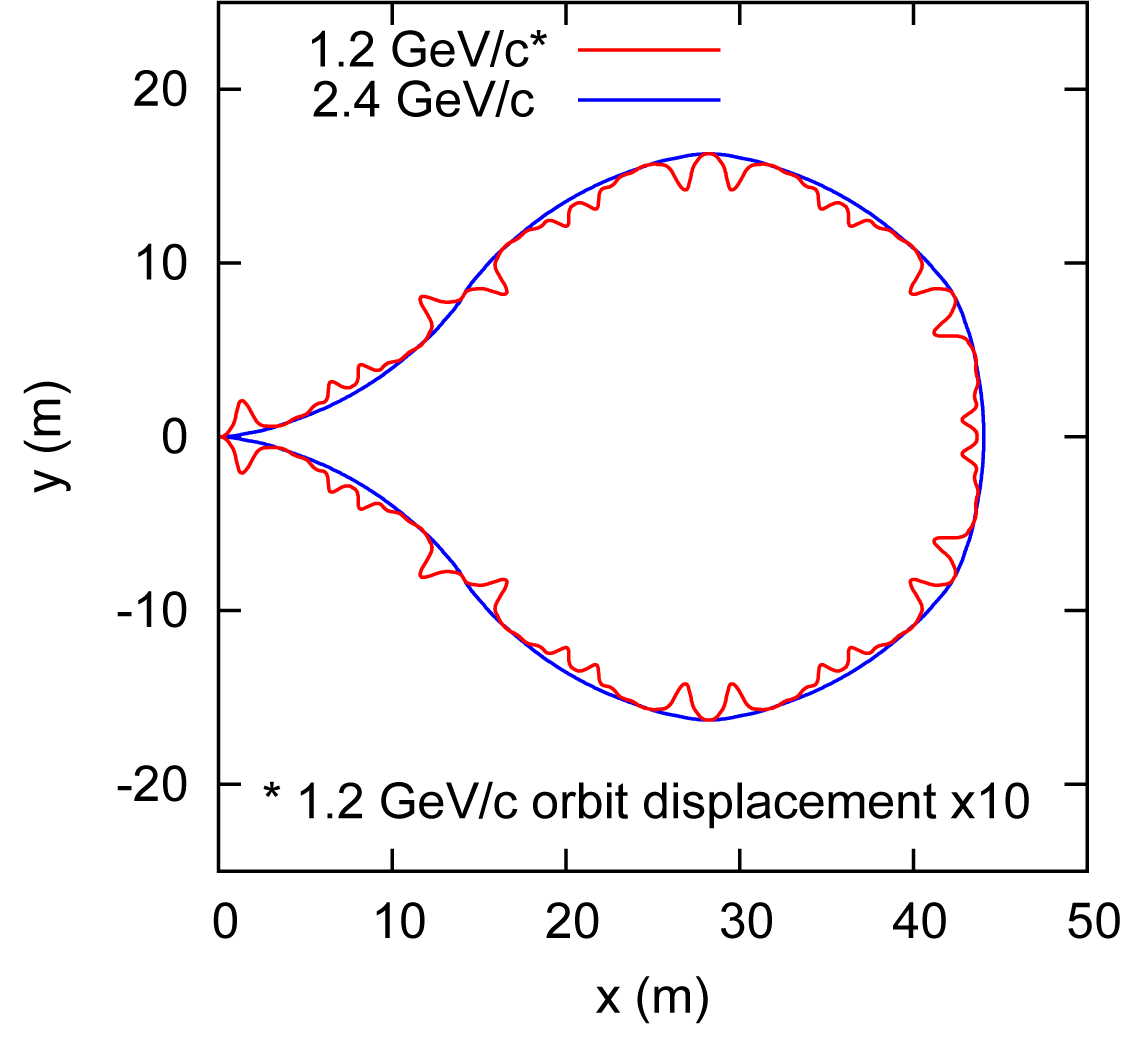 1.2 GeV/c*
2.4 GeV/c
20
10
0
-10
-20
y (m)
* 1.2 GeV/c orbit displacement x10
0 10 20 30 40 50
x (m)